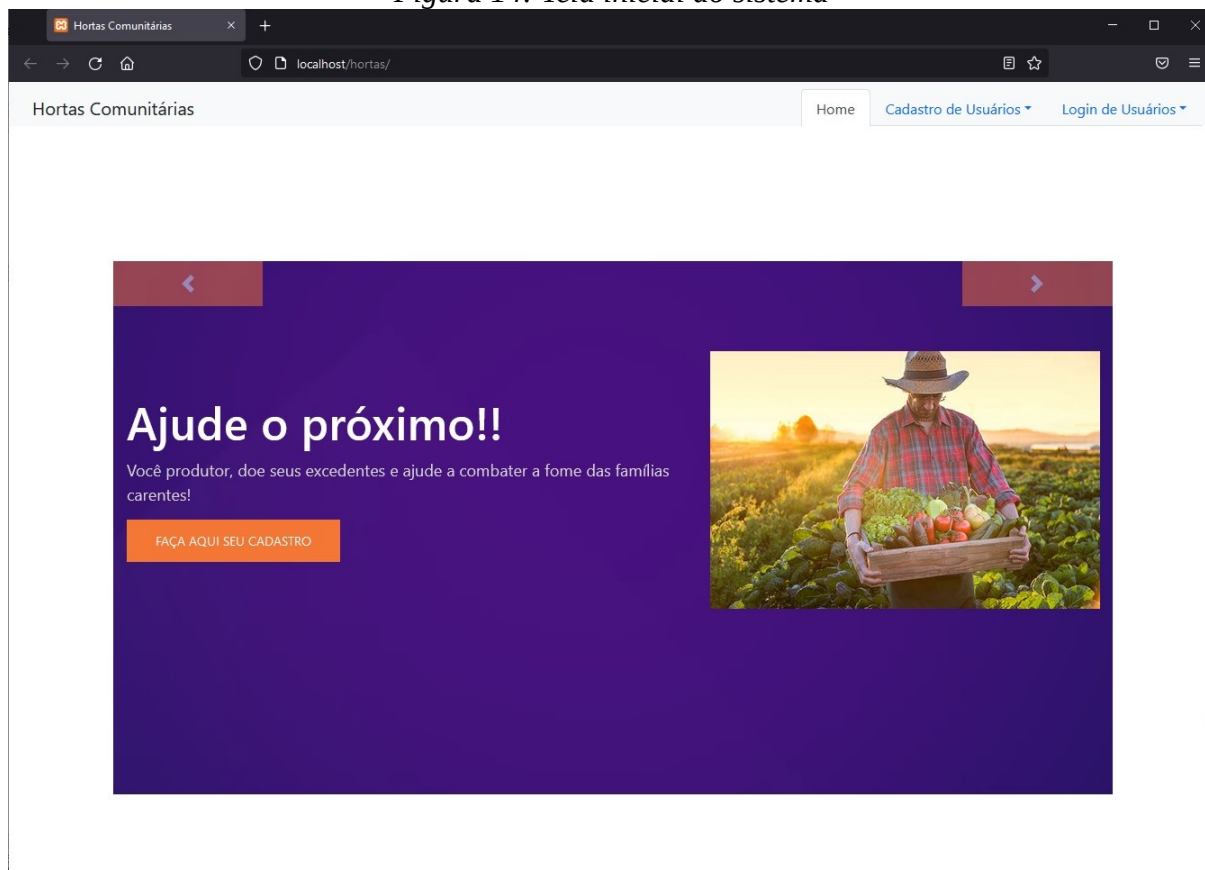 Figura 14: Tela inicial do sistema
Hortas Comunitárias
localhost/hortas/
Hortas Comunitárias
Home
Cadastro de Usuários
Login de Usuários
Ajude o próximo!!
Você produtor, doe seus excedentes e ajude a combater a fome das famílias
carentes!
FAÇA AQUI SEU CADASTRO